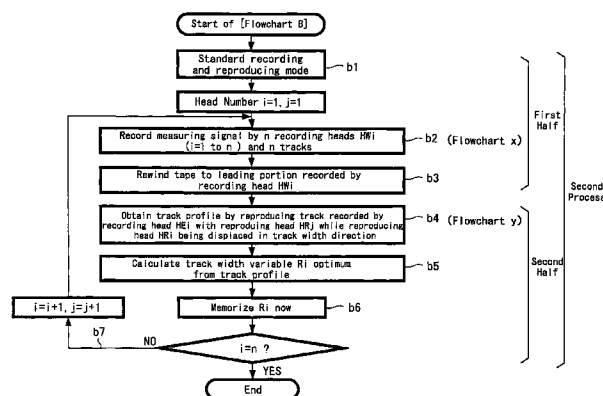 Start of [Flowchart B]
Standard recording
and reproducing mode
b1
Head Number i=1, j=1
Record measuring signal by n recording heads HWi
(i=1 to n ) and n tracks
b2 (Flowchart x)
First
Half
Rewind tape to leading portion recorded by
recording head HWi
b3
Second
Process
Obtain track profile by reproducing track recorded by
recording head HEi with reproducing head HRj while reproducing
head HRi being displaced in track width direction
b4 (Flowchart y)
Calculate track width variable Ri optimum
from track profile
b5
Second
Half
Memorize Ri now
b6
i=i+1, j=j+1
b7
NO
i=n ?
YES
End